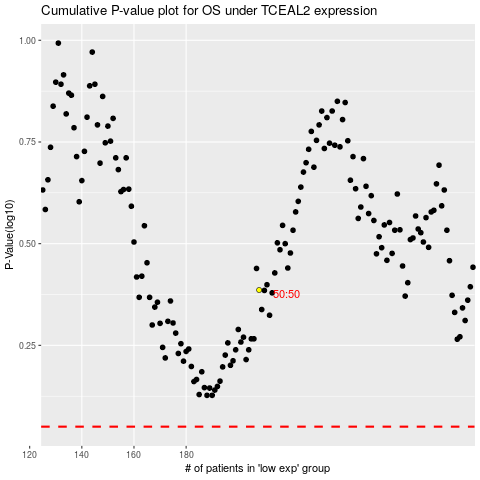 Cumulative P-value plot for OS under TCEAL2 expression
P-Value(log10)
1.00
0.75
0.50
0.25
50:50
120 140 160 180
# of patients in 'low exp' group